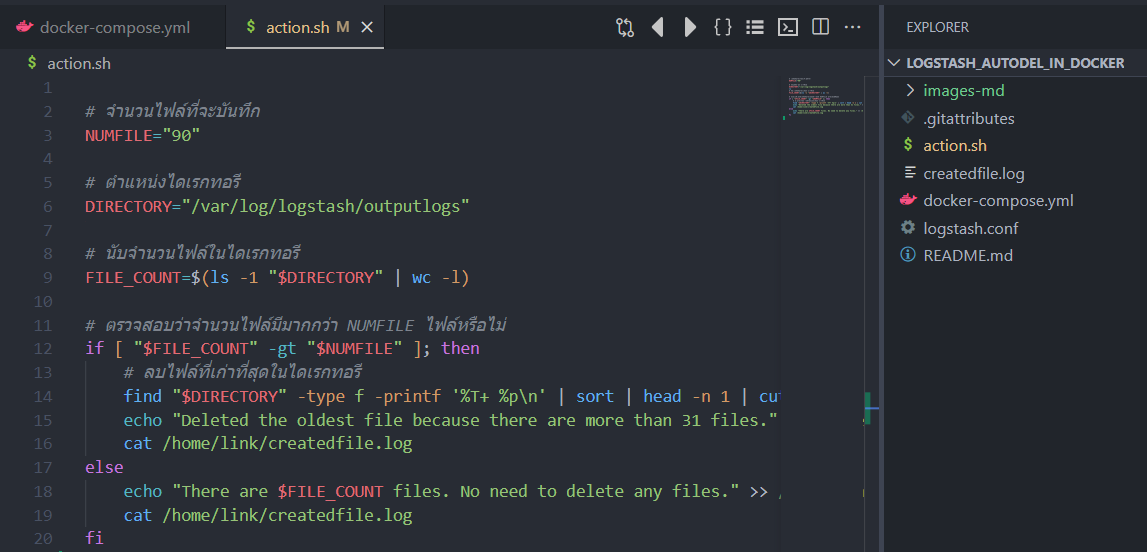 docker-compose.yml
$ action.sh M
EXPLORER
$ action.sh
LOGSTASH_AUTODEL_IN_DOCKER
images-md
.gitattributes
$ action.sh
createdfile.log
docker-compose.yml
logstash.conf
README.md
1
2 # จำนวนไฟล์ที่จะบันทึก
3 NUMFILE="90"
4
5 # ตำแหน่งไดเรกทอรี
6 DIRECTORY="/var/log/logstash/outputlogs"
7
8 # นับจำนวนไฟล์ในไดเรกทอรี
9 FILE_COUNT=$(ls -1 "$DIRECTORY" | wc -l)
10
11 # ตรวจสอบว่าจำนวนไฟล์มีมากกว่า NUMFILE ไฟล์หรือไม่
12 if [ "$FILE_COUNT" -gt "$NUMFILE" ]; then
13 # ลบไฟล์ที่เก่าที่สุดในไดเรกทอรี
14 find "$DIRECTORY" -type f -printf '%T+ %p\n' | sort | head -n 1 | cu
15 echo "Deleted the oldest file because there are more than 31 files."
16 cat /home/link/createdfile.log
17 else
18 echo "There are $FILE_COUNT files. No need to delete any files." >> /
19 cat /home/link/createdfile.log
20 fi